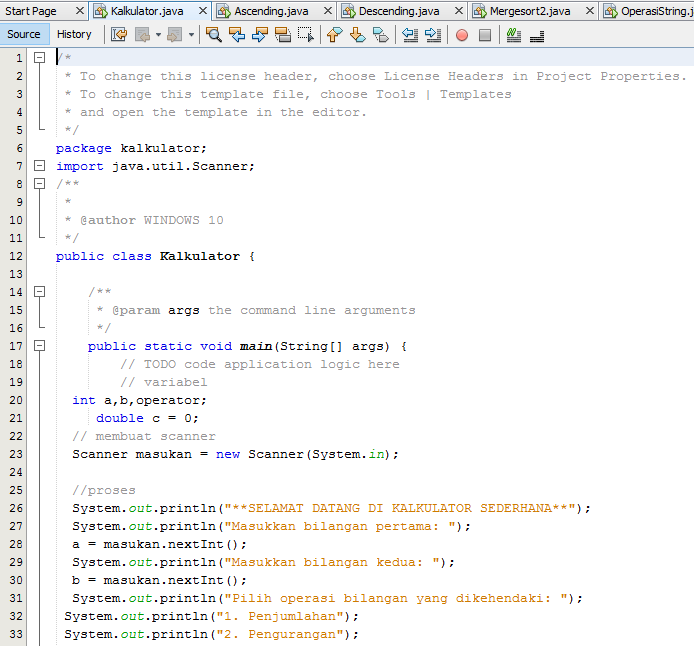 Start Page Kalkulator.java Ascending.java Descending.java Mergesort2.java OperasiString.j
Source History
1 /*
2 * To change this license header, choose License Headers in Project Properties.
3 * To change this template file, choose Tools | Templates
4 * and open the template in the editor.
5 */
6 package kalkulator;
7 import java.util.Scanner;
8 /**
9 *
10 * @author WINDOWS 10
11 */
12 public class Kalkulator {
13
14 /**
15 * @param args the command line arguments
16 */
17 public static void main(String[] args) {
18 // TODO code application logic here
19 // variabel
20 int a,b,operator;
21 double c = 0;
22 // membuat scanner
23 Scanner masukan = new Scanner(System.in);
24
25 //proses
26 System.out.println("**SELAMAT DATANG DI KALKULATOR SEDERHANA**");
27 System.out.println("Masukkan bilangan pertama: ");
28 a = masukan.nextInt();
29 System.out.println("Masukkan bilangan kedua: ");
30 b = masukan.nextInt();
31 System.out.println("Pilih operasi bilangan yang dikehendaki: ");
32 System.out.println("1. Penjumlahan");
33 System.out.println("2. Pengurangan");